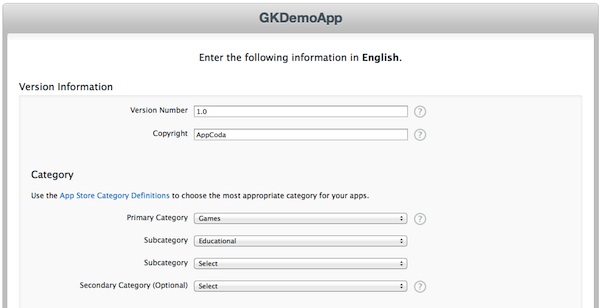 GKDemoApp
Enter the following information in English.
Version Information
Version Number 1.0 ?
Copyright AppCoda ?
Category
Use the App Store Category Definitions to choose the most appropriate category for your apps.
Primary Category Games ?
Subcategory Educational
Subcategory Select
Secondary Category (Optional) Select ?